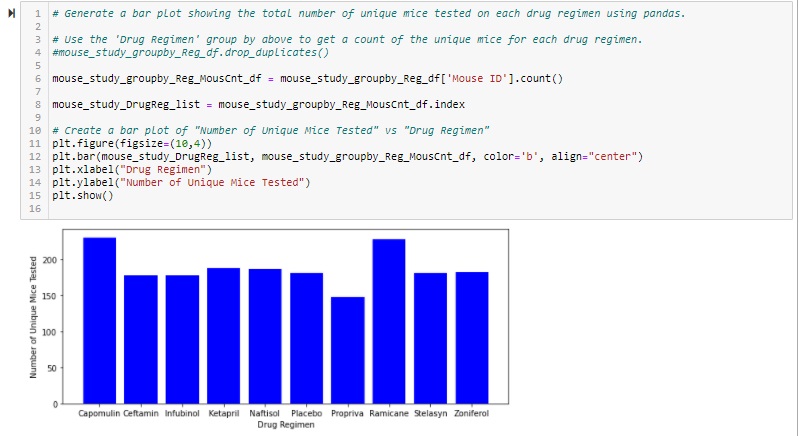 1 # Generate a bar plot showing the total number of unique mice tested on each drug regimen using pandas.
2
3 # Use the 'Drug Regimen' group by above to get a count of the unique mice for each drug regimen.
4 #mouse_study_groupby_Reg_df.drop_duplicates()
5
6 mouse_study_groupby_Reg_MousCnt_df = mouse_study_groupby_Reg_df['Mouse ID'].count()
7
8 mouse_study_DrugReg_list = mouse_study_groupby_Reg_MousCnt_df.index
9
10 # Create a bar plot of "Number of Unique Mice Tested" vs "Drug Regimen"
11 plt.figure(figsize=(10,4))
12 plt.bar(mouse_study_DrugReg_list, mouse_study_groupby_Reg_MousCnt_df, color='b', align="center")
13 plt.xlabel("Drug Regimen")
14 plt.ylabel("Number of Unique Mice Tested")
15 plt.show()
16
Number of Unique Mice Tested
200
150
100
50
0
Capomulin Ceftamin Infubinol Ketapril Naftisol Placebo Propriva Ramicane Stelasyn Zoniferol
Drug Regimen